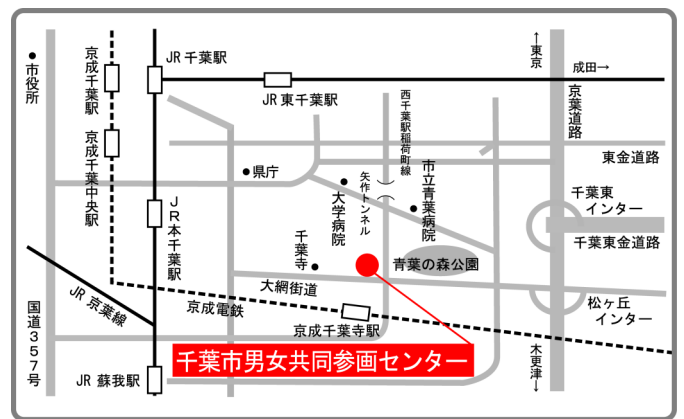 ●市役所
京成千葉駅
JR千葉駅
JR東千葉駅
←東京
成田→
京葉道路
京成千葉中央駅
西千葉駅稲荷町線
東金道路
●県庁
●大学病院
矢作トンネル
市立青葉病院
千葉東
インター
千葉東金道路
JR本千葉駅
千葉寺
青葉の森公園
大網街道
松ヶ丘
インター
JR京葉線
京成電鉄
京成千葉寺駅
国道357号
千葉市男女共同参画センター
木更津→
JR 蘇我駅